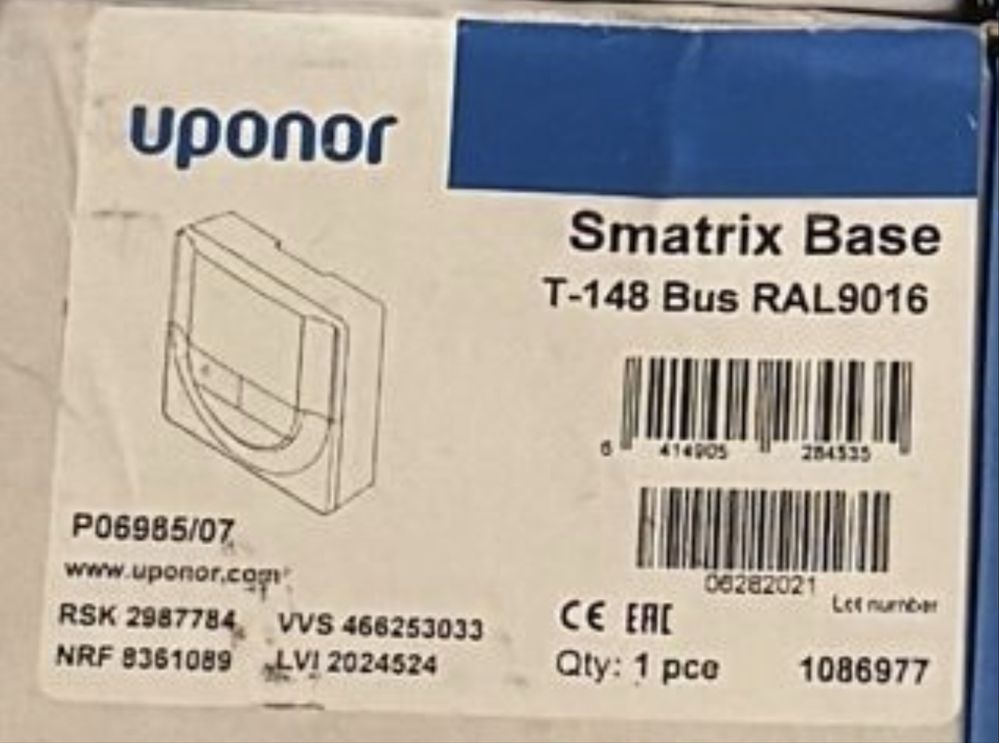 uponor
Smatrix Base
T-148 Bus RAL9016
6 414905 284535
P06985/07
www.uponor.com
06282021
Lot number
RSK 2987784 VVS 466253033
NRF 8361089 LVI 2024524
CE EAC
Qty: 1 pce 1086977